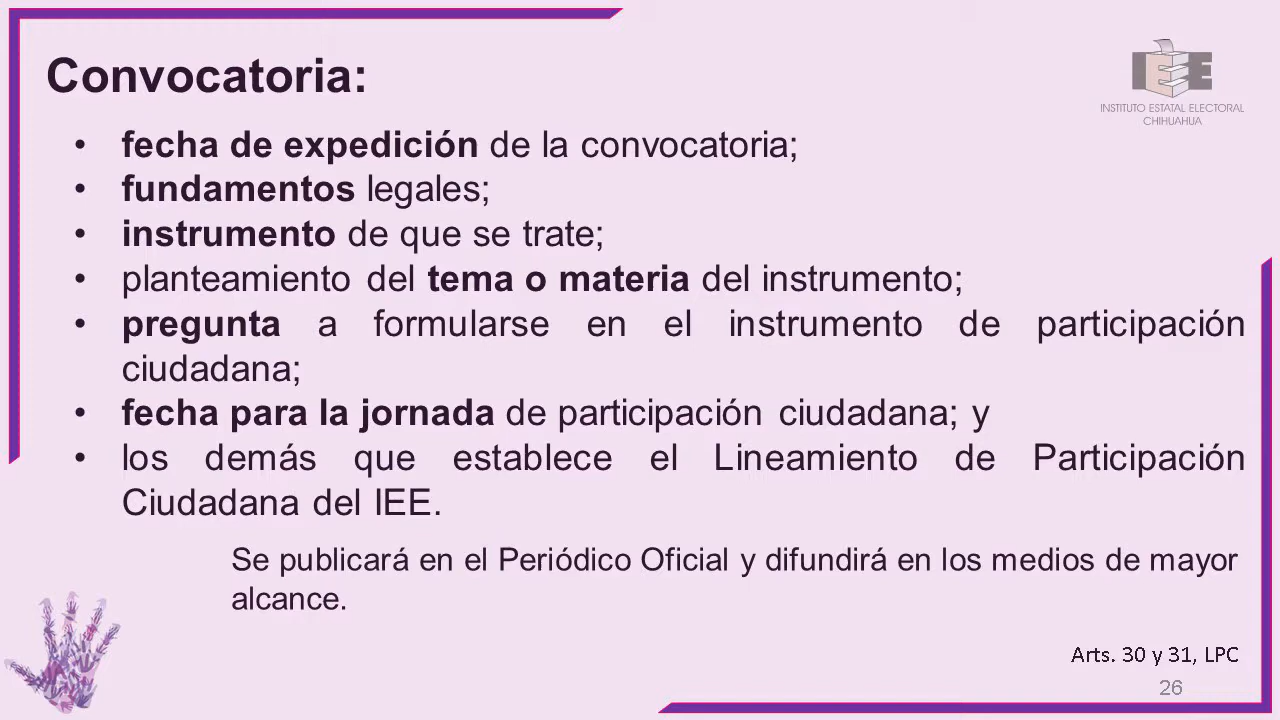 Convocatoria:
IEE
INSTITUTO ESTATAL ELECTORAL
CHIHUAHUA
• fecha de expedición de la convocatoria;
• fundamentos legales;
• instrumento de que se trate;
• planteamiento del tema o materia del instrumento;
• pregunta a formularse en el instrumento de participación
ciudadana;
• fecha para la jornada de participación ciudadana; y
• los demás que establece el Lineamiento de Participación
Ciudadana del IEE.
Se publicará en el Periódico Oficial y difundirá en los medios de mayor
alcance.
Arts. 30 y 31, LPC
26